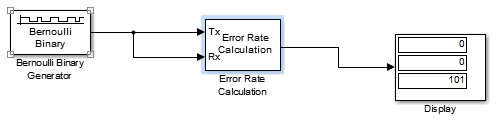 Bernoulli
Binary
Bernoulli Binary
Generator
Tx
Rx
Error Rate
Calculation
Error Rate
Calculation
0
0
101
Display